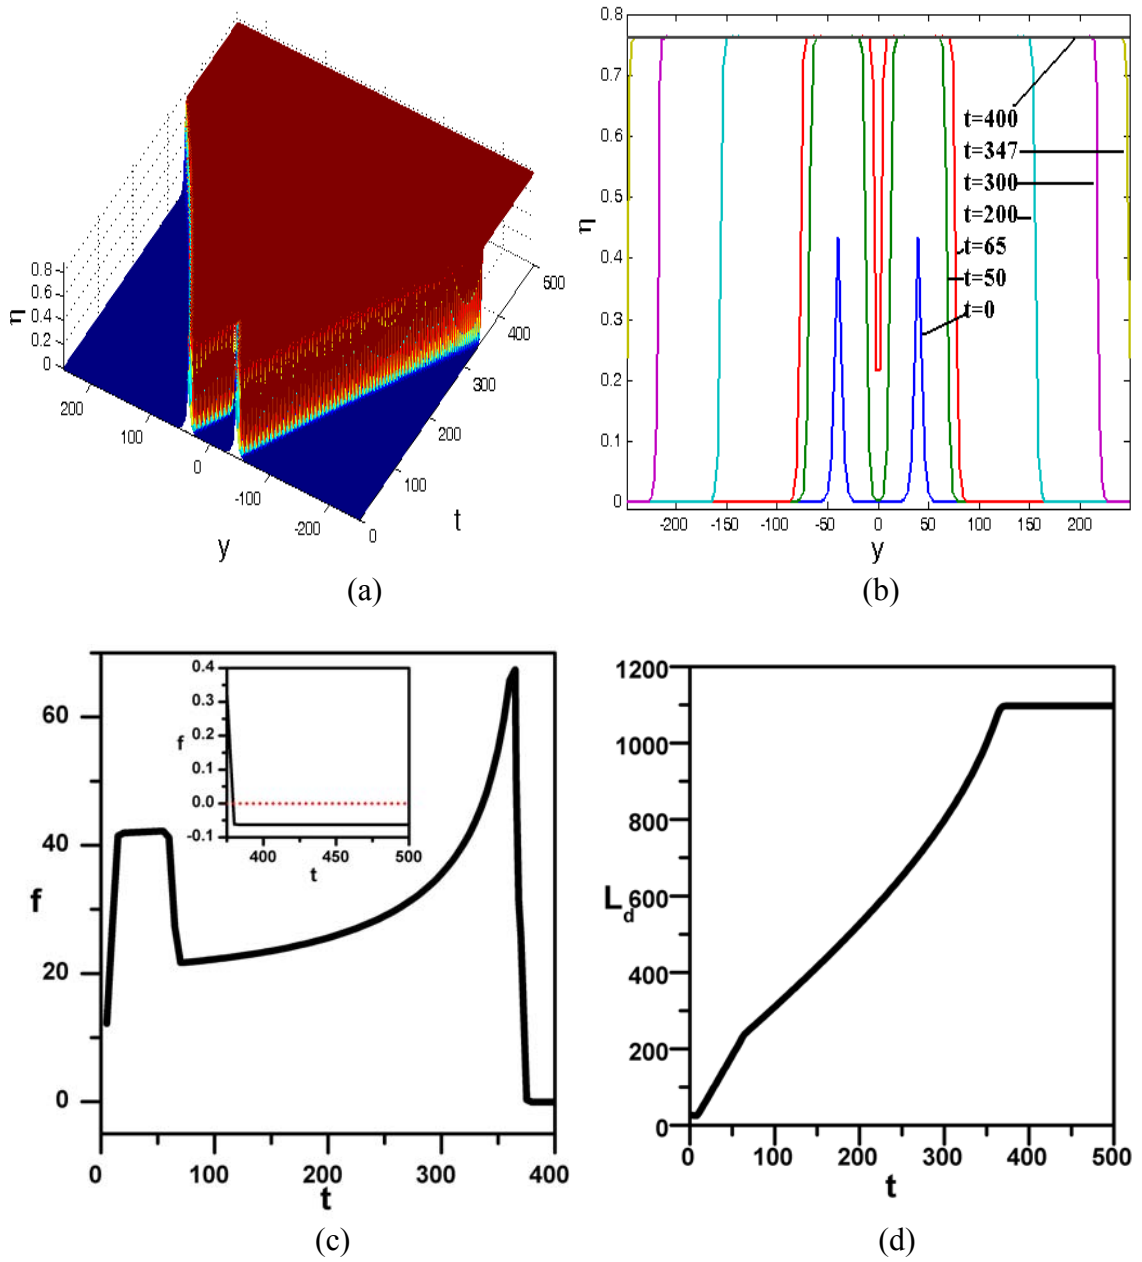 0.8
0.6
0.4
0.2
0
η
200
100
0
-100
-200
y
0
100
200
300
400
500
t
(a)
0.8
0.7
0.6
0.5
0.4
0.3
0.2
0.1
0
η
t=400
t=347
t=300
t=200
t=65
t=50
t=0
-200 -150 -100 -50 0 50 100 150 200
y
(b)
60
40
20
0
f
0 100 200 300 400
t
0.4
0.3
0.2
0.1
0.0
-0.1
f
400 450 500
t
(c)
1200
1000
800
600
400
200
0
L_d
0 100 200 300 400 500
t
(d)